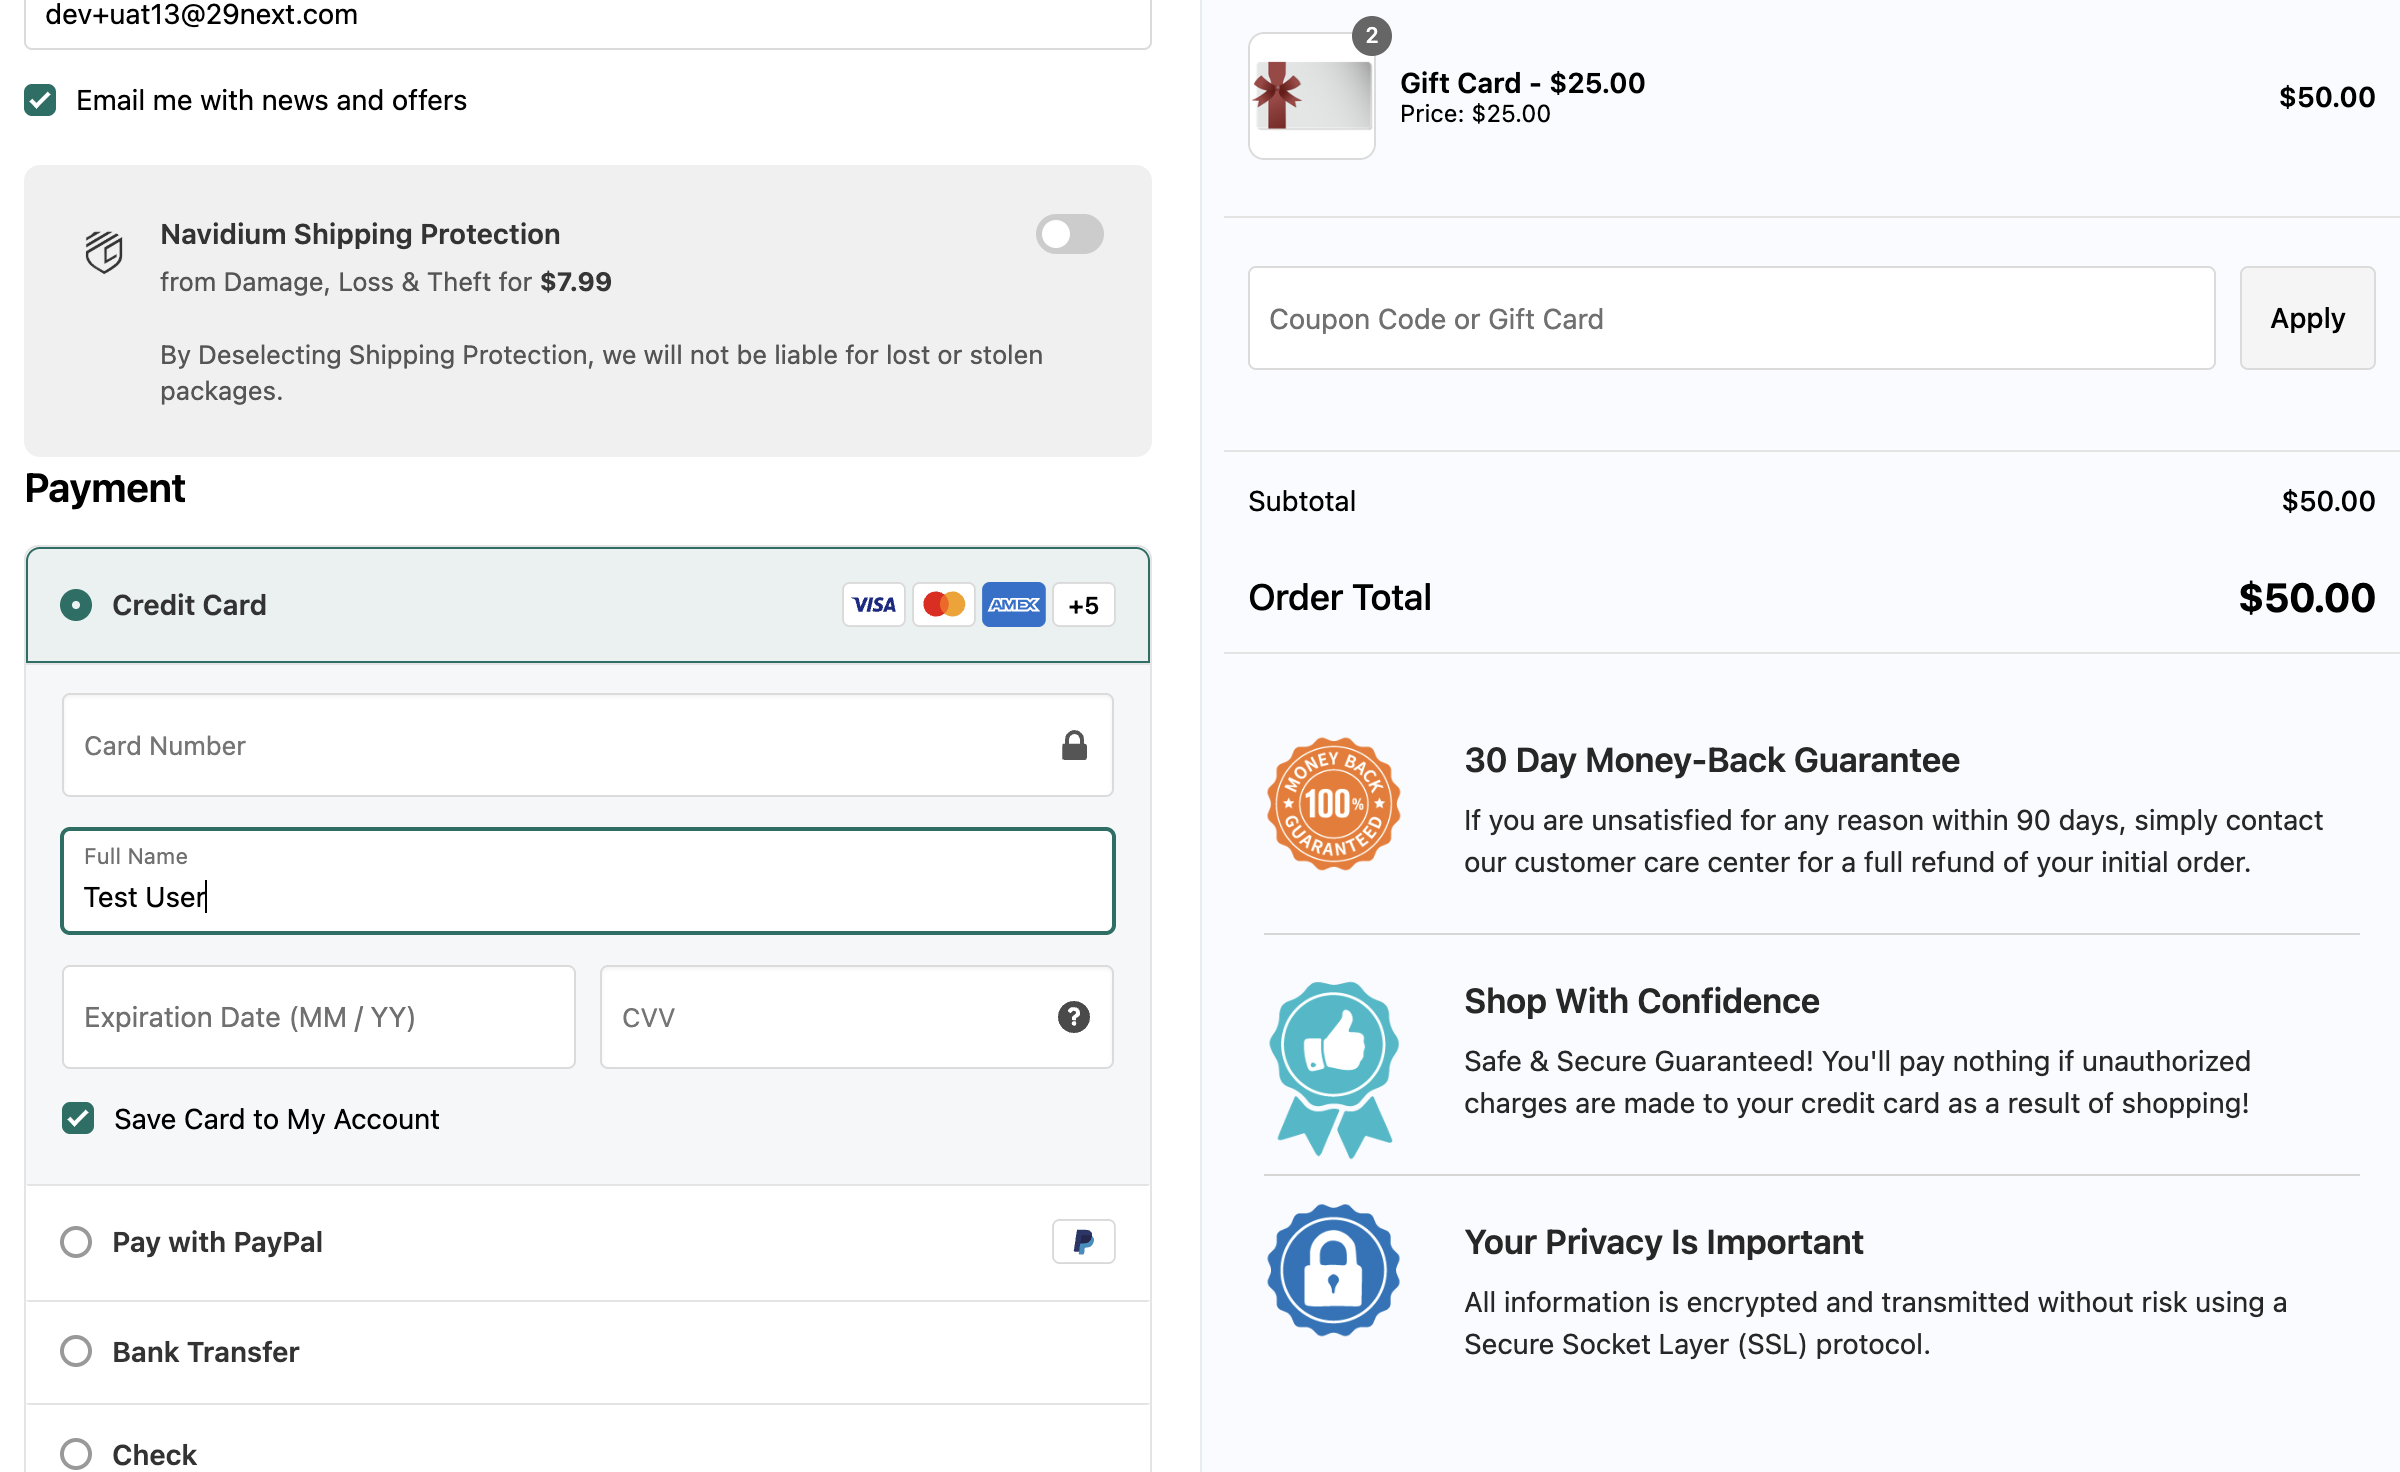 dev+uat13@29next.com
Email me with news and offers
Navidium Shipping Protection
from Damage, Loss & Theft for $7.99
By Deselecting Shipping Protection, we will not be liable for lost or stolen
packages.
Payment
Credit Card
VISA
AMEX
+5
Card Number
Full Name
Test User
Expiration Date (MM / YY)
CVV
?
Save Card to My Account
Pay with PayPal
Bank Transfer
Check
2
Gift Card - $25.00
Price: $25.00
$50.00
Coupon Code or Gift Card
Apply
Subtotal
$50.00
Order Total
$50.00
MONEY BACK
100%
GUARANTEED
30 Day Money-Back Guarantee
If you are unsatisfied for any reason within 90 days, simply contact
our customer care center for a full refund of your initial order.
Shop With Confidence
Safe & Secure Guaranteed! You'll pay nothing if unauthorized
charges are made to your credit card as a result of shopping!
Your Privacy Is Important
All information is encrypted and transmitted without risk using a
Secure Socket Layer (SSL) protocol.